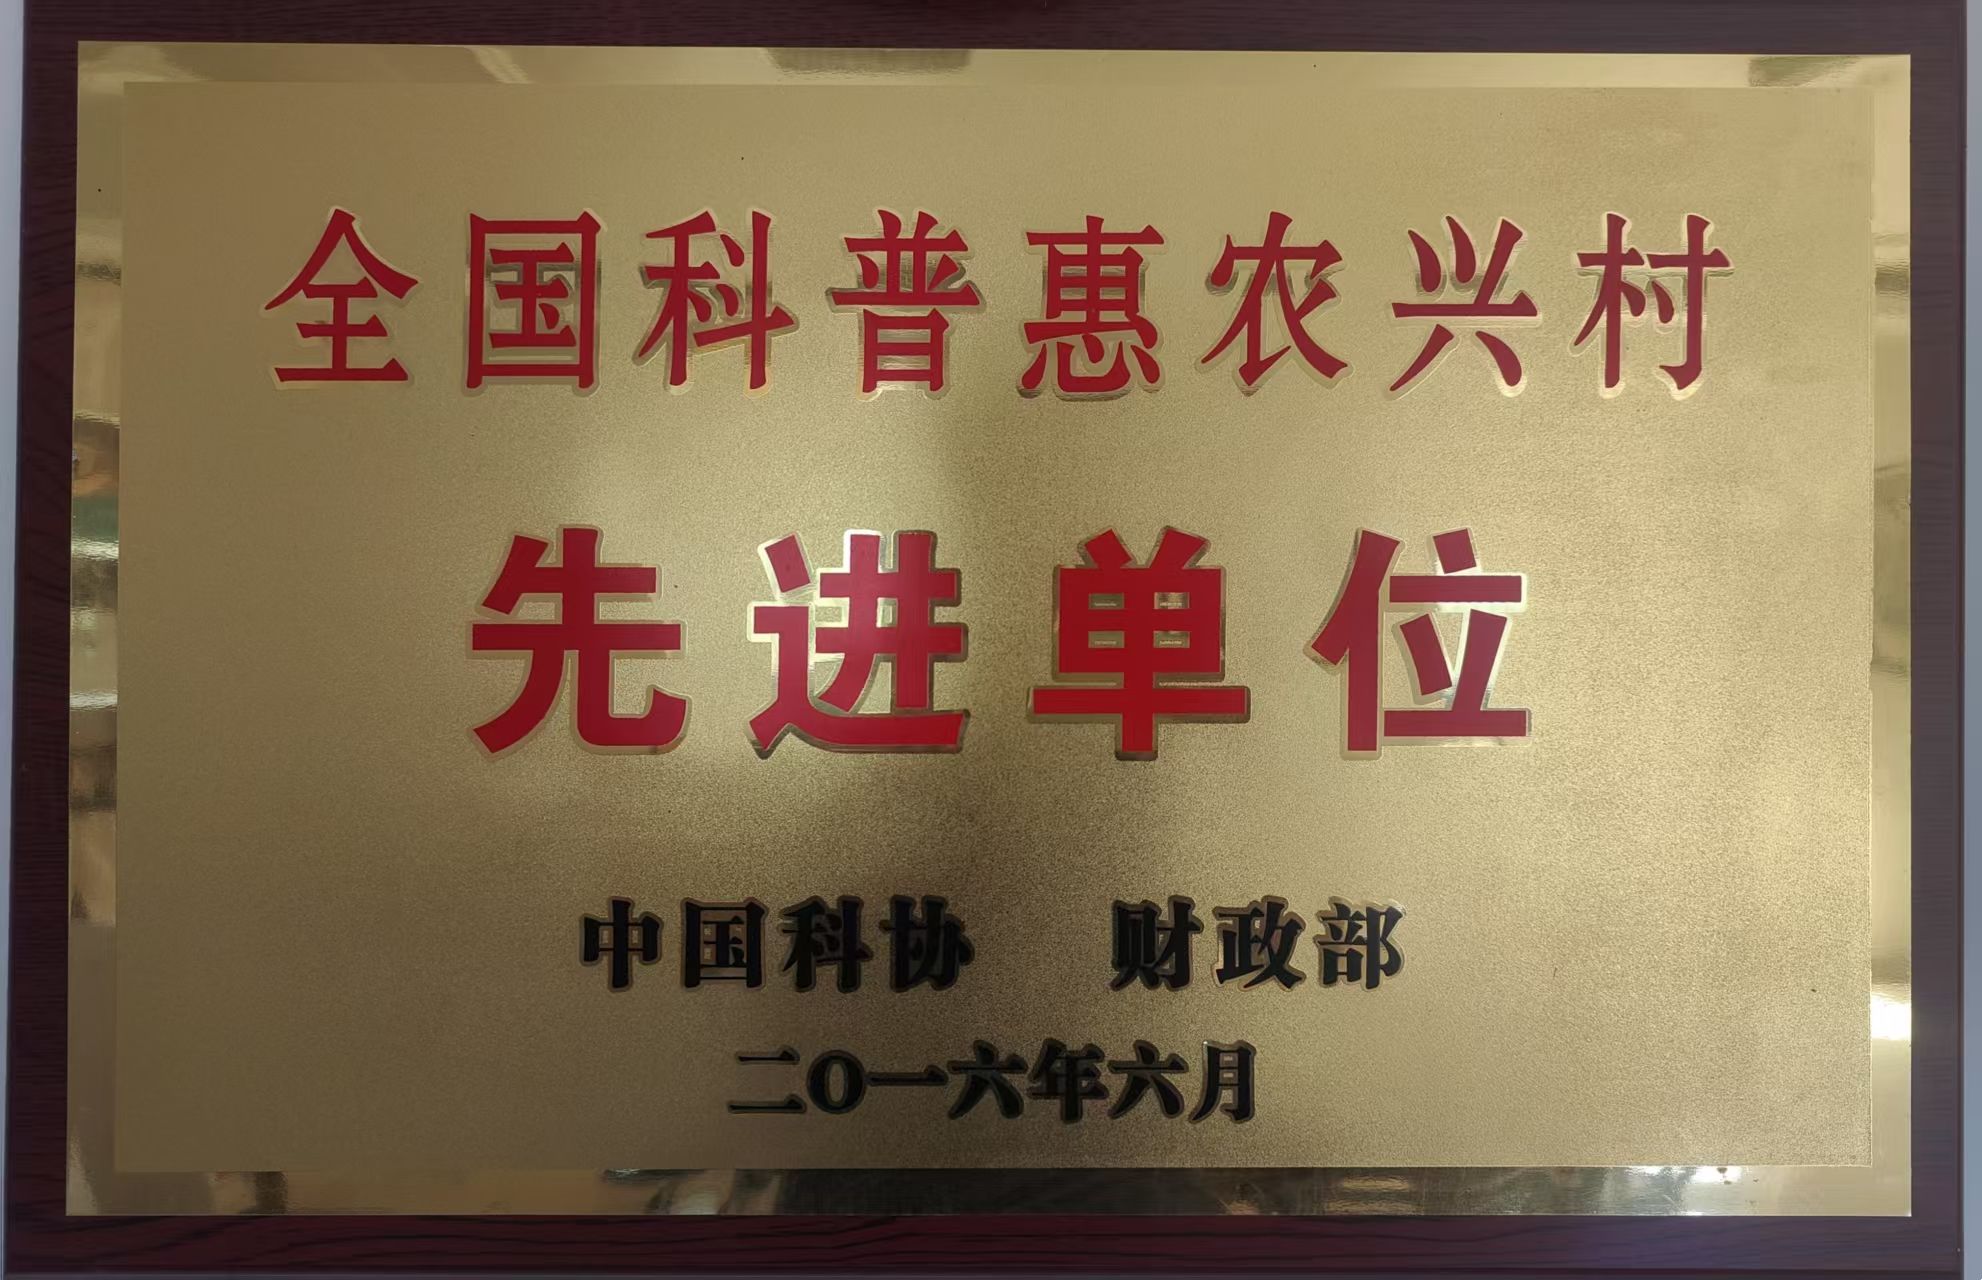 全国科普惠农兴村
先进单位
中国科协 财政部
二〇一六年六月